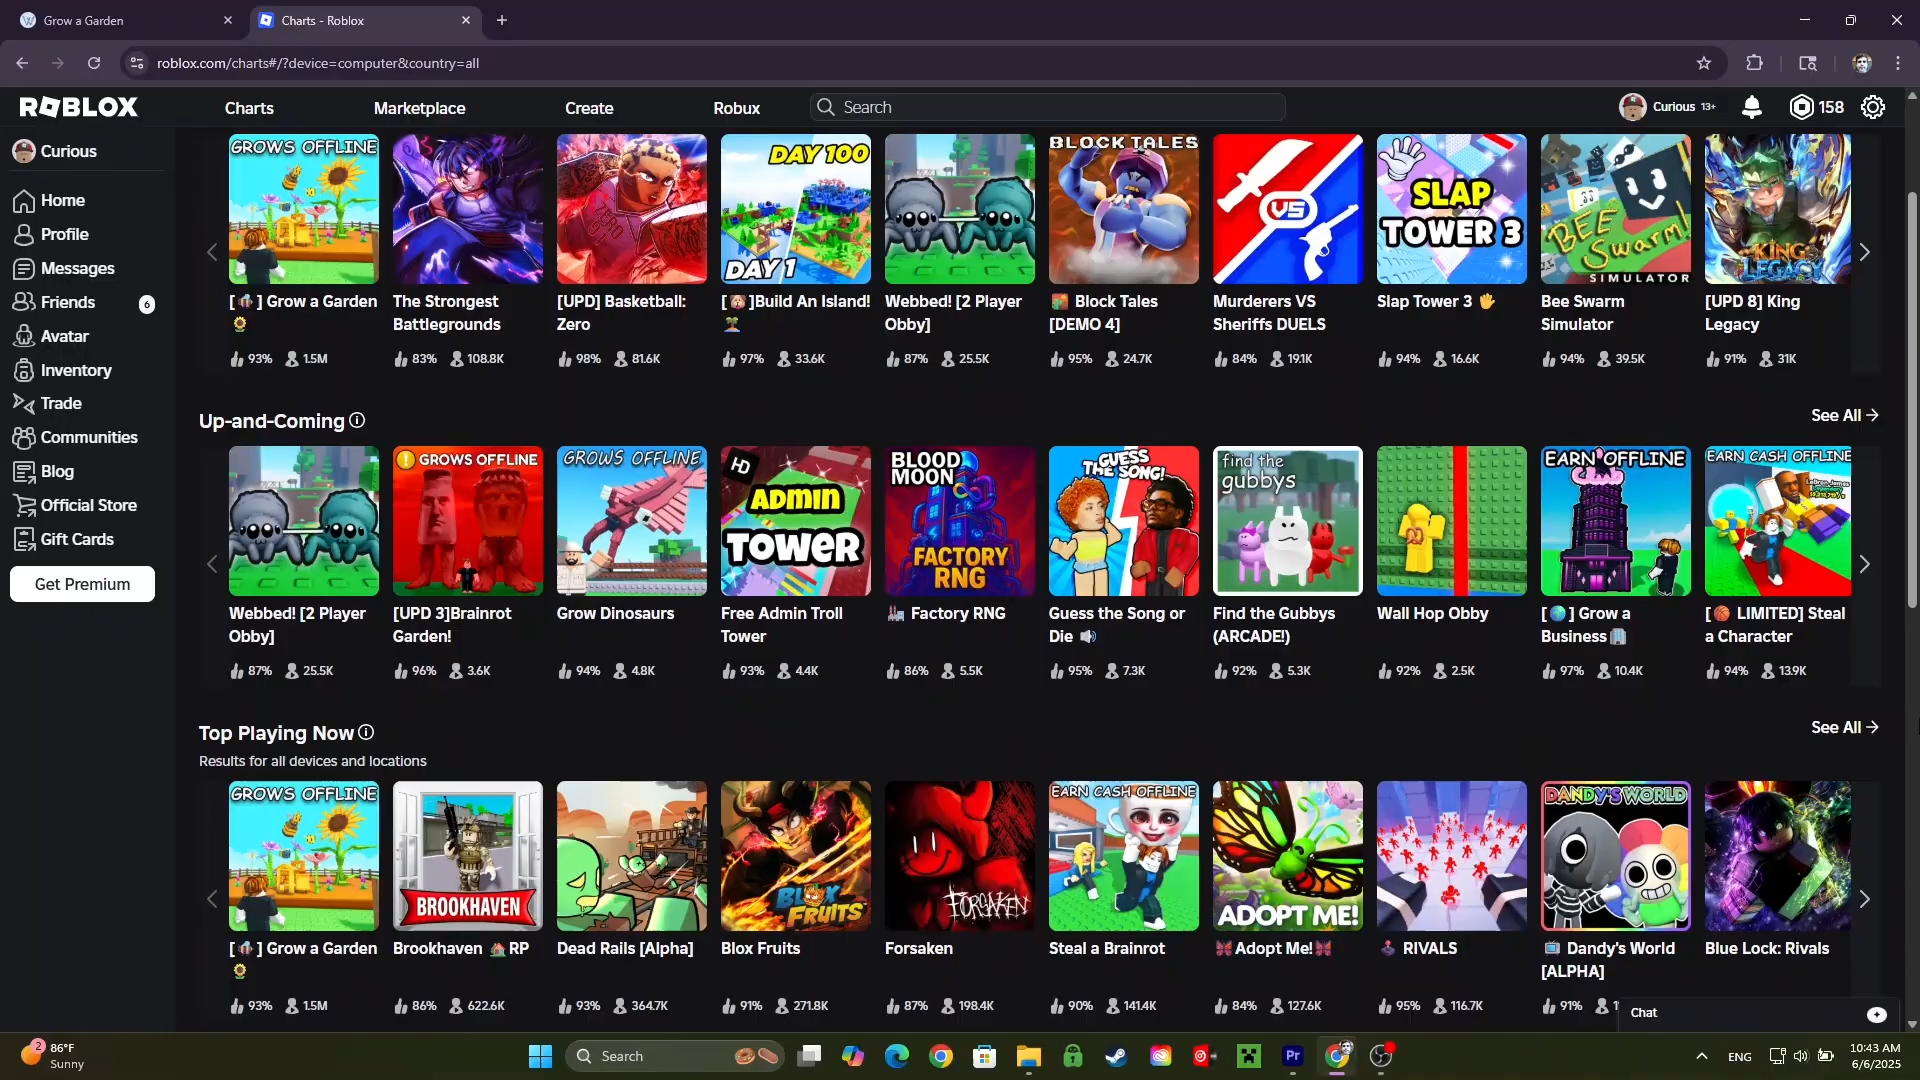 Grow a Garden
Charts - Roblox
roblox.com/charts#/?device=computer&country=all
ROBLOX
Charts
Marketplace
Create
Robux
Search
Curious 13+
158
Curious
Home
Profile
Messages
Friends
6
Avatar
Inventory
Trade
Communities
Blog
Official Store
Gift Cards
Get Premium
GROWS OFFLINE
DAY 100
DAY 1
BLOCK TALES
VS
SLAP
TOWER 3
BEE
Swarm!
SIMULATOR
KING
LEGACY
[🐝] Grow a Garden
🌻
The Strongest
Battlegrounds
[UPD] Basketball:
Zero
[🐹]Build An Island!
🏝️
Webbed! [2 Player
Obby]
Block Tales
[DEMO 4]
Murderers VS
Sheriffs DUELS
Slap Tower 3 🖐
Bee Swarm
Simulator
[UPD 8] King
Legacy
93% 1.5M
83% 108.8K
98% 81.6K
97% 33.6K
87% 25.5K
95% 24.7K
84% 19.1K
94% 16.6K
94% 39.5K
91% 31K
Up-and-Coming
See All →
! GROWS OFFLINE
GROWS OFFLINE
HD
ADMIN
TOWER
BLOOD
MOON
FACTORY
RNG
GUESS
THE SONG!
find the
gubbys
EARN OFFLINE
EARN CASH OFFLINE
Webbed! [2 Player
Obby]
[UPD 3]Brainrot
Garden!
Grow Dinosaurs
Free Admin Troll
Tower
🏭 Factory RNG
Guess the Song or
Die 🔊
Find the Gubbys
(ARCADE!)
Wall Hop Obby
[🌎] Grow a
Business🏢
[🏀 LIMITED] Steal
a Character
87% 25.5K
96% 3.6K
94% 4.8K
93% 4.4K
86% 5.5K
95% 7.3K
92% 5.3K
92% 2.5K
97% 10.4K
94% 13.9K
Top Playing Now
See All →
Results for all devices and locations
GROWS OFFLINE
BROOKHAVEN
BLOX
FRUITS
FORSAKEN
EARN CASH OFFLINE
ADOPT ME!
DANDY'S WORLD
[🐝] Grow a Garden
🌻
Brookhaven 🏡RP
Dead Rails [Alpha]
Blox Fruits
Forsaken
Steal a Brainrot
🦋Adopt Me!🦋
RIVALS
📺 Dandy's World
[ALPHA]
Blue Lock: Rivals
93% 1.5M
86% 622.6K
93% 364.7K
91% 271.8K
87% 198.4K
90% 141.4K
84% 127.6K
95% 116.7K
91%
Chat
2
86°F
Sunny
Search
Pr
ENG
10:43 AM
6/6/2025